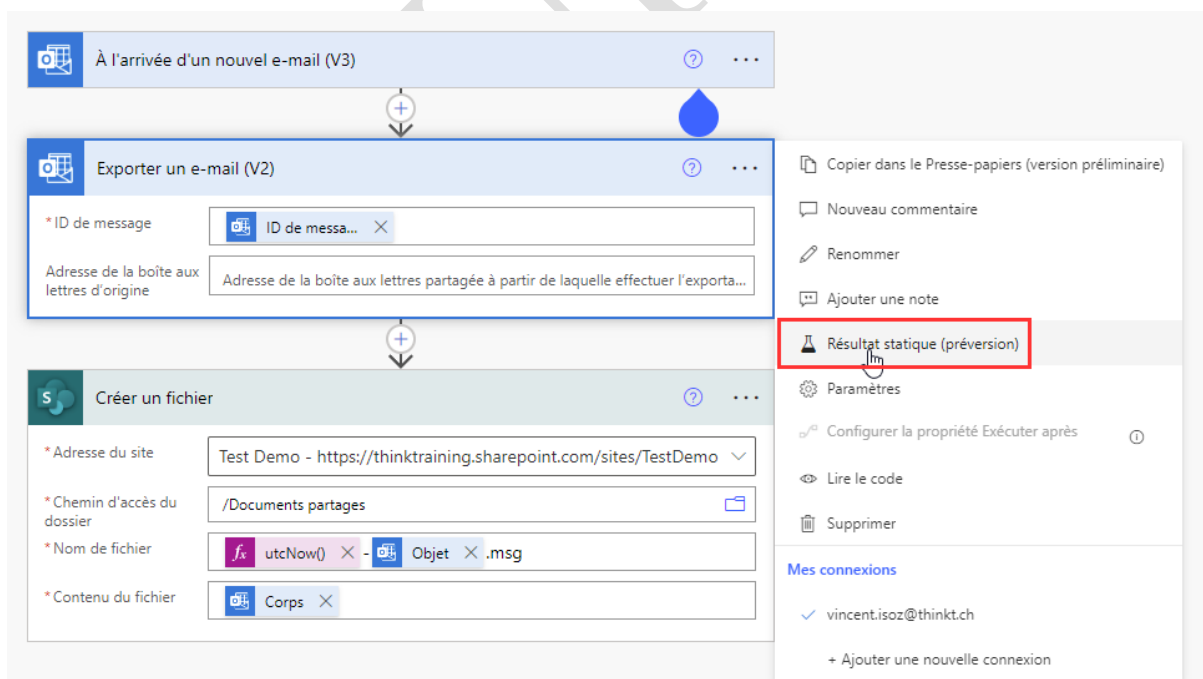 À l'arrivée d'un nouvel e-mail (V3)
Exporter un e-mail (V2)
*ID de message
ID de messa...
Adresse de la boîte aux
lettres d'origine
Adresse de la boîte aux lettres partagée à partir de laquelle effectuer l'exporta...
Créer un fichier
*Adresse du site
Test Demo - https://thinktraining.sharepoint.com/sites/TestDemo
*Chemin d'accès du
dossier
/Documents partages
*Nom de fichier
fx utcNow() - Objet .msg
*Contenu du fichier
Corps
Copier dans le Presse-papiers (version préliminaire)
Nouveau commentaire
Renommer
Ajouter une note
Résultat statique (préversion)
Paramètres
Configurer la propriété Exécuter après
Lire le code
Supprimer
Mes connexions
vincent.isoz@thinkt.ch
+ Ajouter une nouvelle connexion